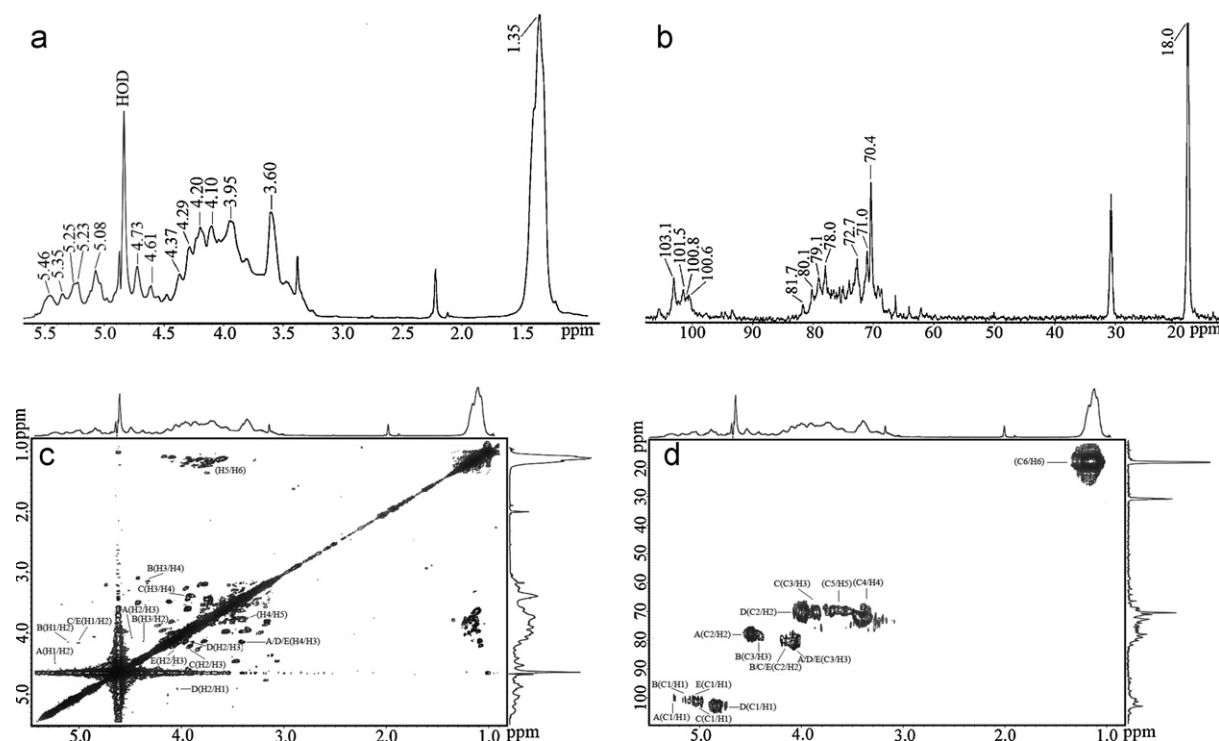 a
HOD
1.35
5.46
5.35
5.25
5.23
5.08
4.73
4.61
4.37
4.29
4.20
4.10
3.95
3.60
5.5 5.0 4.5 4.0 3.5 3.0 2.5 2.0 1.5 ppm
b
18.0
103.1
101.5
100.8
100.6
81.7
80.1
79.1
78.0
72.7
71.0
70.4
100 90 80 70 60 50 40 30 20 ppm
c
ppm
1.0
2.0
3.0
4.0
5.0
(H5/H6)
B(H3/H4)
C(H3/H4)
A(H2/H3)
C/E(H1/H2)
B(H3/H2)
B(H1/H2)
A(H1/H2)
(H4/H5)
A/D/E(H4/H3)
D(H2/H3)
E(H2/H3)
C(H2/H3)
D(H2/H1)
5.0 4.0 3.0 2.0 1.0 ppm
d
ppm
20
30
40
50
60
70
80
90
100
(C6/H6)
C(C3/H3)
(C5/H5)
(C4/H4)
D(C2/H2)
A(C2/H2)
B(C3/H3)
A/D/E(C3/H3)
B/C/E(C2/H2)
B(C1/H1)
E(C1/H1)
A(C1/H1)
C(C1/H1)
D(C1/H1)
5.0 4.0 3.0 2.0 1.0 ppm